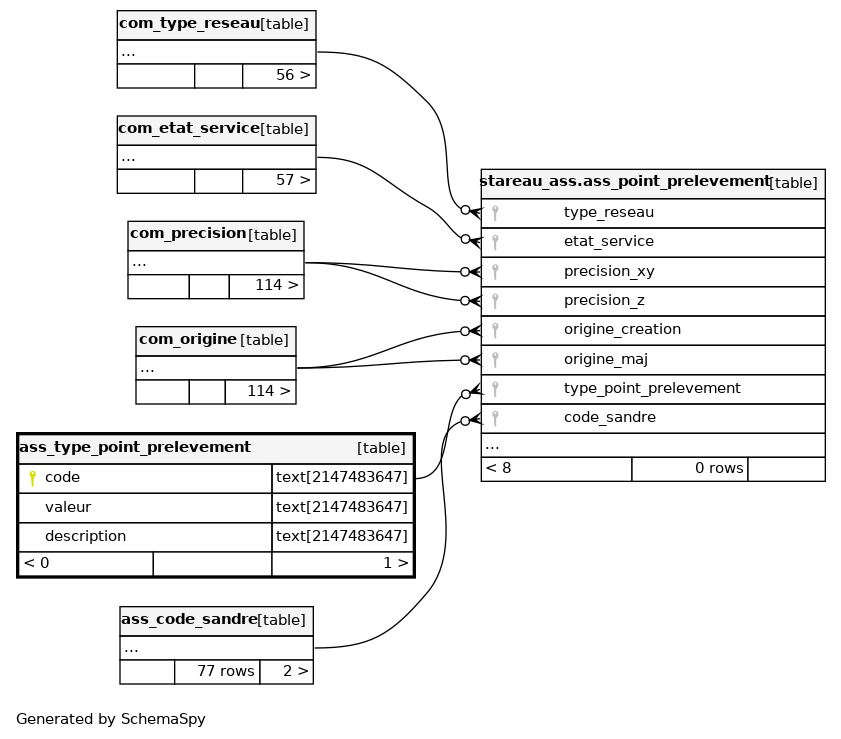 com_type_reseau [table]
...
56 >
com_etat_service [table]
...
57 >
com_precision [table]
...
114 >
com_origine [table]
...
114 >
ass_type_point_prelevement [table]
code text[2147483647]
valeur text[2147483647]
description text[2147483647]
< 0 1 >
ass_code_sandre [table]
...
77 rows 2 >
stareau_ass.ass_point_prelevement [table]
type_reseau
etat_service
precision_xy
precision_z
origine_creation
origine_maj
type_point_prelevement
code_sandre
...
< 8 0 rows
Generated by SchemaSpy